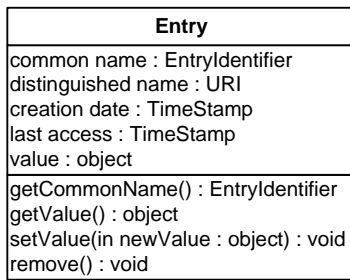 Entry
common name : EntryIdentifier
distinguished name : URI
creation date : TimeStamp
last access : TimeStamp
value : object
getCommonName() : EntryIdentifier
getValue() : object
setValue(in newValue : object) : void
remove() : void